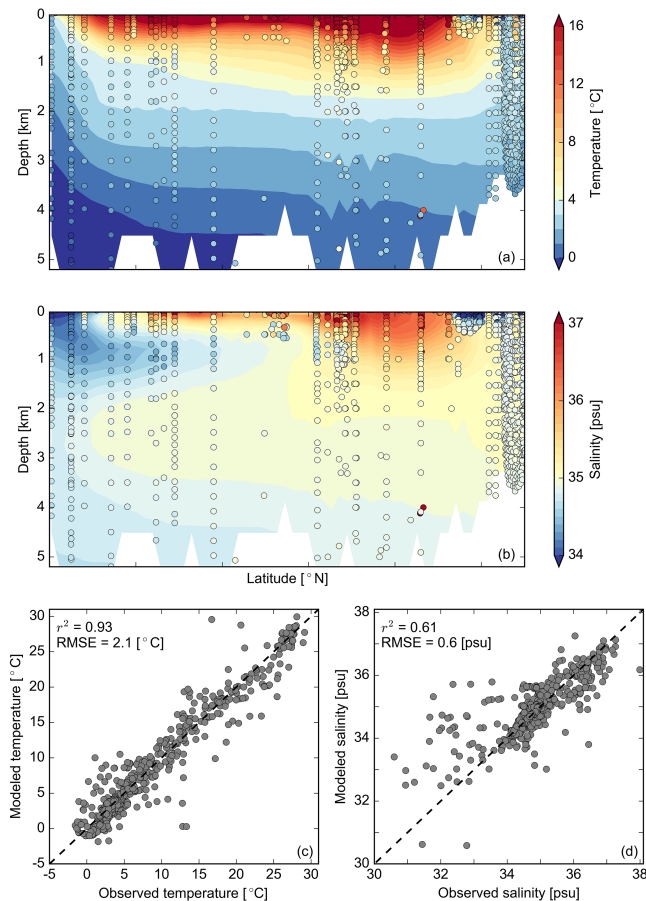 0
1
2
3
4
5
Depth [km]
(a)
16
12
8
4
0
Temperature [°C]
0
1
2
3
4
5
Depth [km]
(b)
37
36
35
34
Salinity [psu]
Latitude [°N]
30
25
20
15
10
5
0
-5
Modeled temperature [°C]
r² = 0.93
RMSE = 2.1 [°C]
(c)
-5 0 5 10 15 20 25 30
Observed temperature [°C]
38
37
36
35
34
33
32
31
30
Modeled salinity [psu]
r² = 0.61
RMSE = 0.6 [psu]
(d)
30 32 34 36 38
Observed salinity [psu]